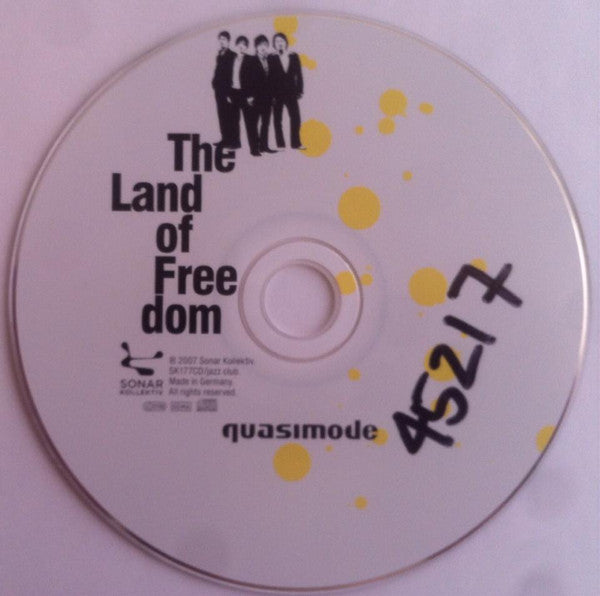 The
Land
of
Free
dom
SONAR
KOLLEKTIV
℗ 2007 Sonar Kollektiv.
SK177CD/jazz club.
Made in Germany.
All rights reserved.
quasimode
45217